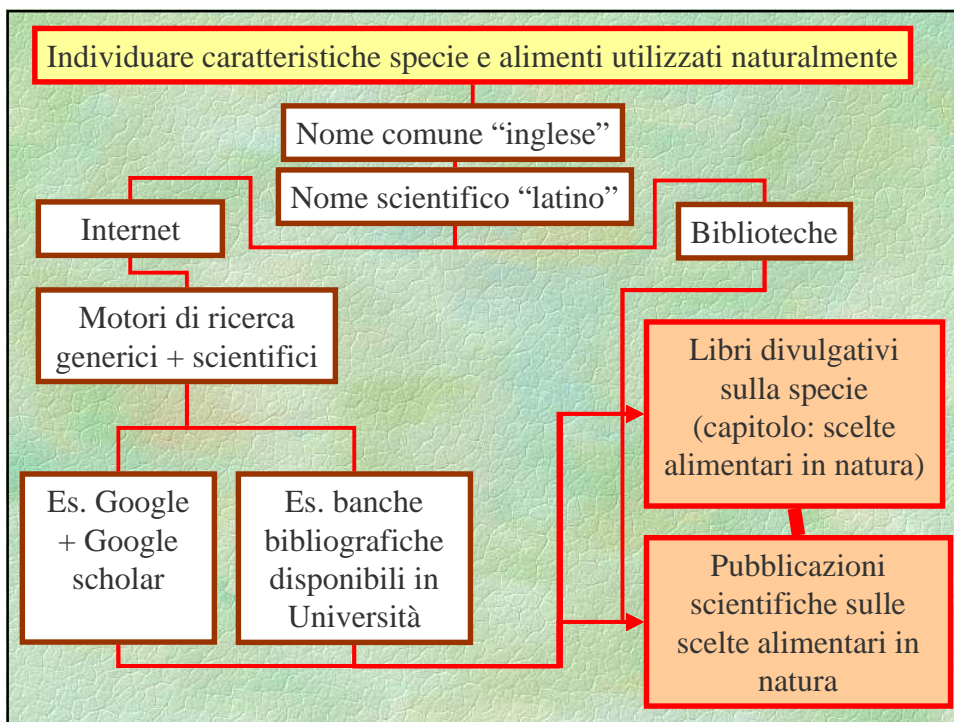 Individuare caratteristiche specie e alimenti utilizzati naturalmente
Nome comune “inglese”
Nome scientifico “latino”
Internet
Biblioteche
Motori di ricerca
generici + scientifici
Es. Google
+ Google
scholar
Es. banche
bibliografiche
disponibili in
Università
Libri divulgativi
sulla specie
(capitolo: scelte
alimentari in natura)
Pubblicazioni
scientifiche sulle
scelte alimentari in
natura